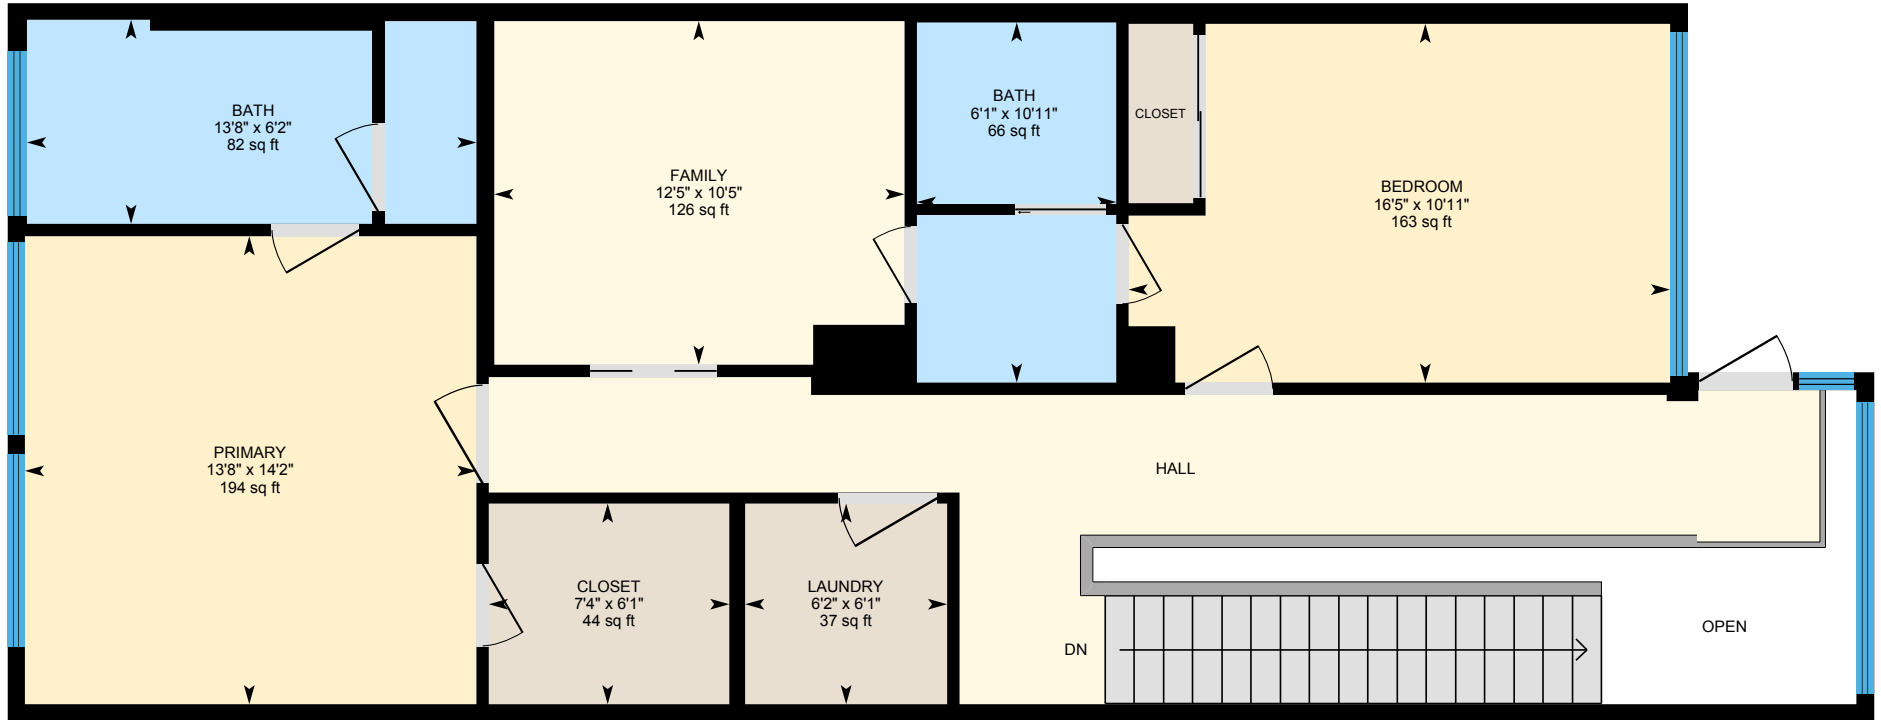 BATH
13'8" x 6'2"
82 sq ft
FAMILY
12'5" x 10'5"
126 sq ft
BATH
6'1" x 10'11"
66 sq ft
CLOSET
BEDROOM
16'5" x 10'11"
163 sq ft
PRIMARY
13'8" x 14'2"
194 sq ft
HALL
CLOSET
7'4" x 6'1"
44 sq ft
LAUNDRY
6'2" x 6'1"
37 sq ft
DN
OPEN